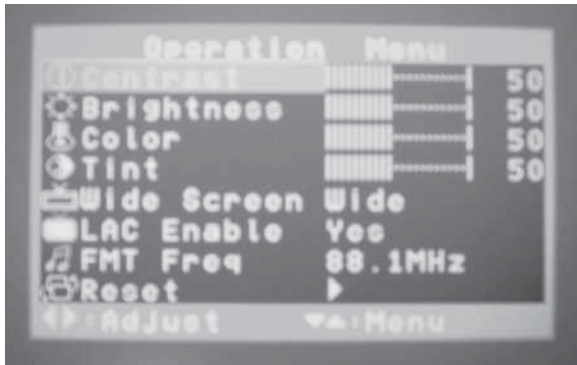 Operation Menu
Contrast 50
Brightness 50
Color 50
Tint 50
Wide Screen Wide
LAC Enable Yes
FMT Freq 88.1MHz
Reset
:AdJust :Menu